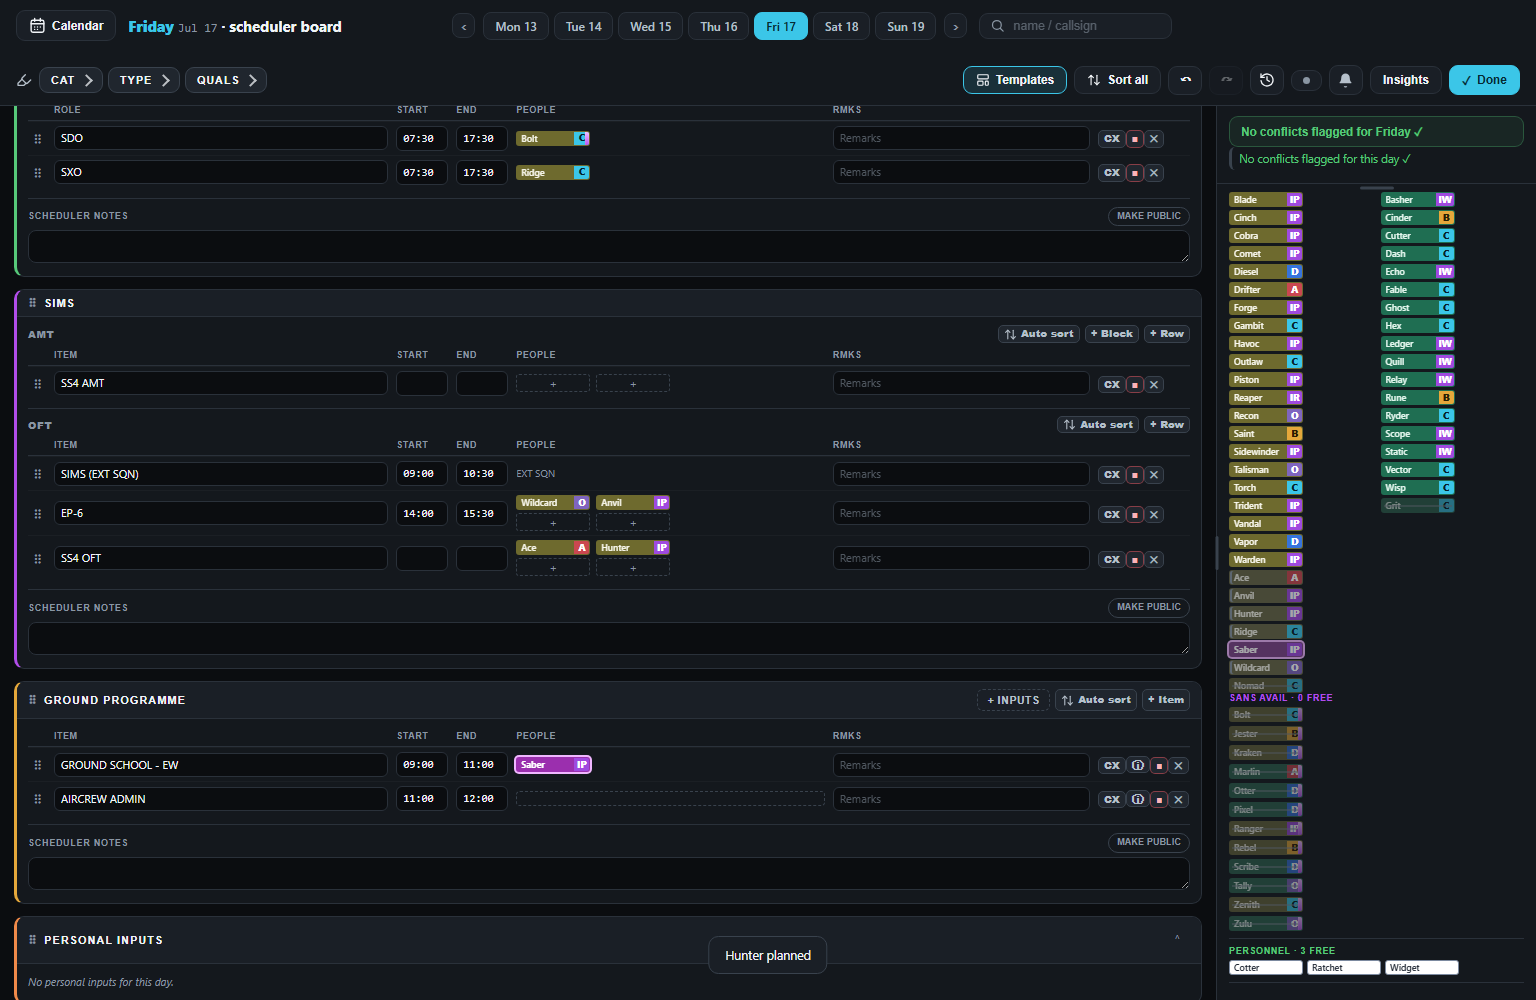 Calendar
Friday Jul 17 · scheduler board
‹ Mon 13 Tue 14 Wed 15 Thu 16 Fri 17 Sat 18 Sun 19 › name / callsign
CAT TYPE QUALS Templates Sort all Insights ✓ Done
ROLE START END PEOPLE RMKS
SDO 07:30 17:30 Bolt C Remarks CX ✕
SXO 07:30 17:30 Ridge C Remarks CX ✕
SCHEDULER NOTES MAKE PUBLIC
SIMS
AMT Auto sort + Block + Row
ITEM START END PEOPLE RMKS
SS4 AMT + + Remarks CX ✕
OFT Auto sort + Row
ITEM START END PEOPLE RMKS
SIMS (EXT SQN) 09:00 10:30 EXT SQN Remarks CX ✕
EP-6 14:00 15:30 Wildcard O Anvil IP Remarks CX ✕
+ +
SS4 OFT Ace A Hunter IP Remarks CX ✕
+ +
SCHEDULER NOTES MAKE PUBLIC
GROUND PROGRAMME + INPUTS Auto sort + Item
ITEM START END PEOPLE RMKS
GROUND SCHOOL - EW 09:00 11:00 Saber IP Remarks CX ✕
AIRCREW ADMIN 11:00 12:00 Remarks CX ✕
SCHEDULER NOTES MAKE PUBLIC
PERSONAL INPUTS
No personal inputs for this day.
Hunter planned
No conflicts flagged for Friday ✓
No conflicts flagged for this day ✓
Blade IP Basher IW
Cinch IP Cinder B
Cobra IP Cutter C
Comet IP Dash C
Diesel D Echo IW
Drifter A Fable C
Forge IP Ghost C
Gambit C Hex C
Havoc IP Ledger IW
Outlaw C Quill IW
Piston IP Relay IW
Reaper IR Rune B
Recon O Ryder C
Saint B Scope IW
Sidewinder IP Static IW
Talisman O Vector C
Torch C Wisp C
Trident IP Grit C
Vandal IP
Vapor D
Warden IP
Ace A
Anvil IP
Hunter IP
Ridge C
Saber IP
Wildcard O
Nomad C
SANS AVAIL · 0 FREE
Bolt C
Jester B
Kraken D
Marlin A
Otter D
Pixel D
Ranger IP
Rebel B
Scribe D
Tally O
Zenith C
Zulu O
PERSONNEL · 3 FREE
Cotter Ratchet Widget